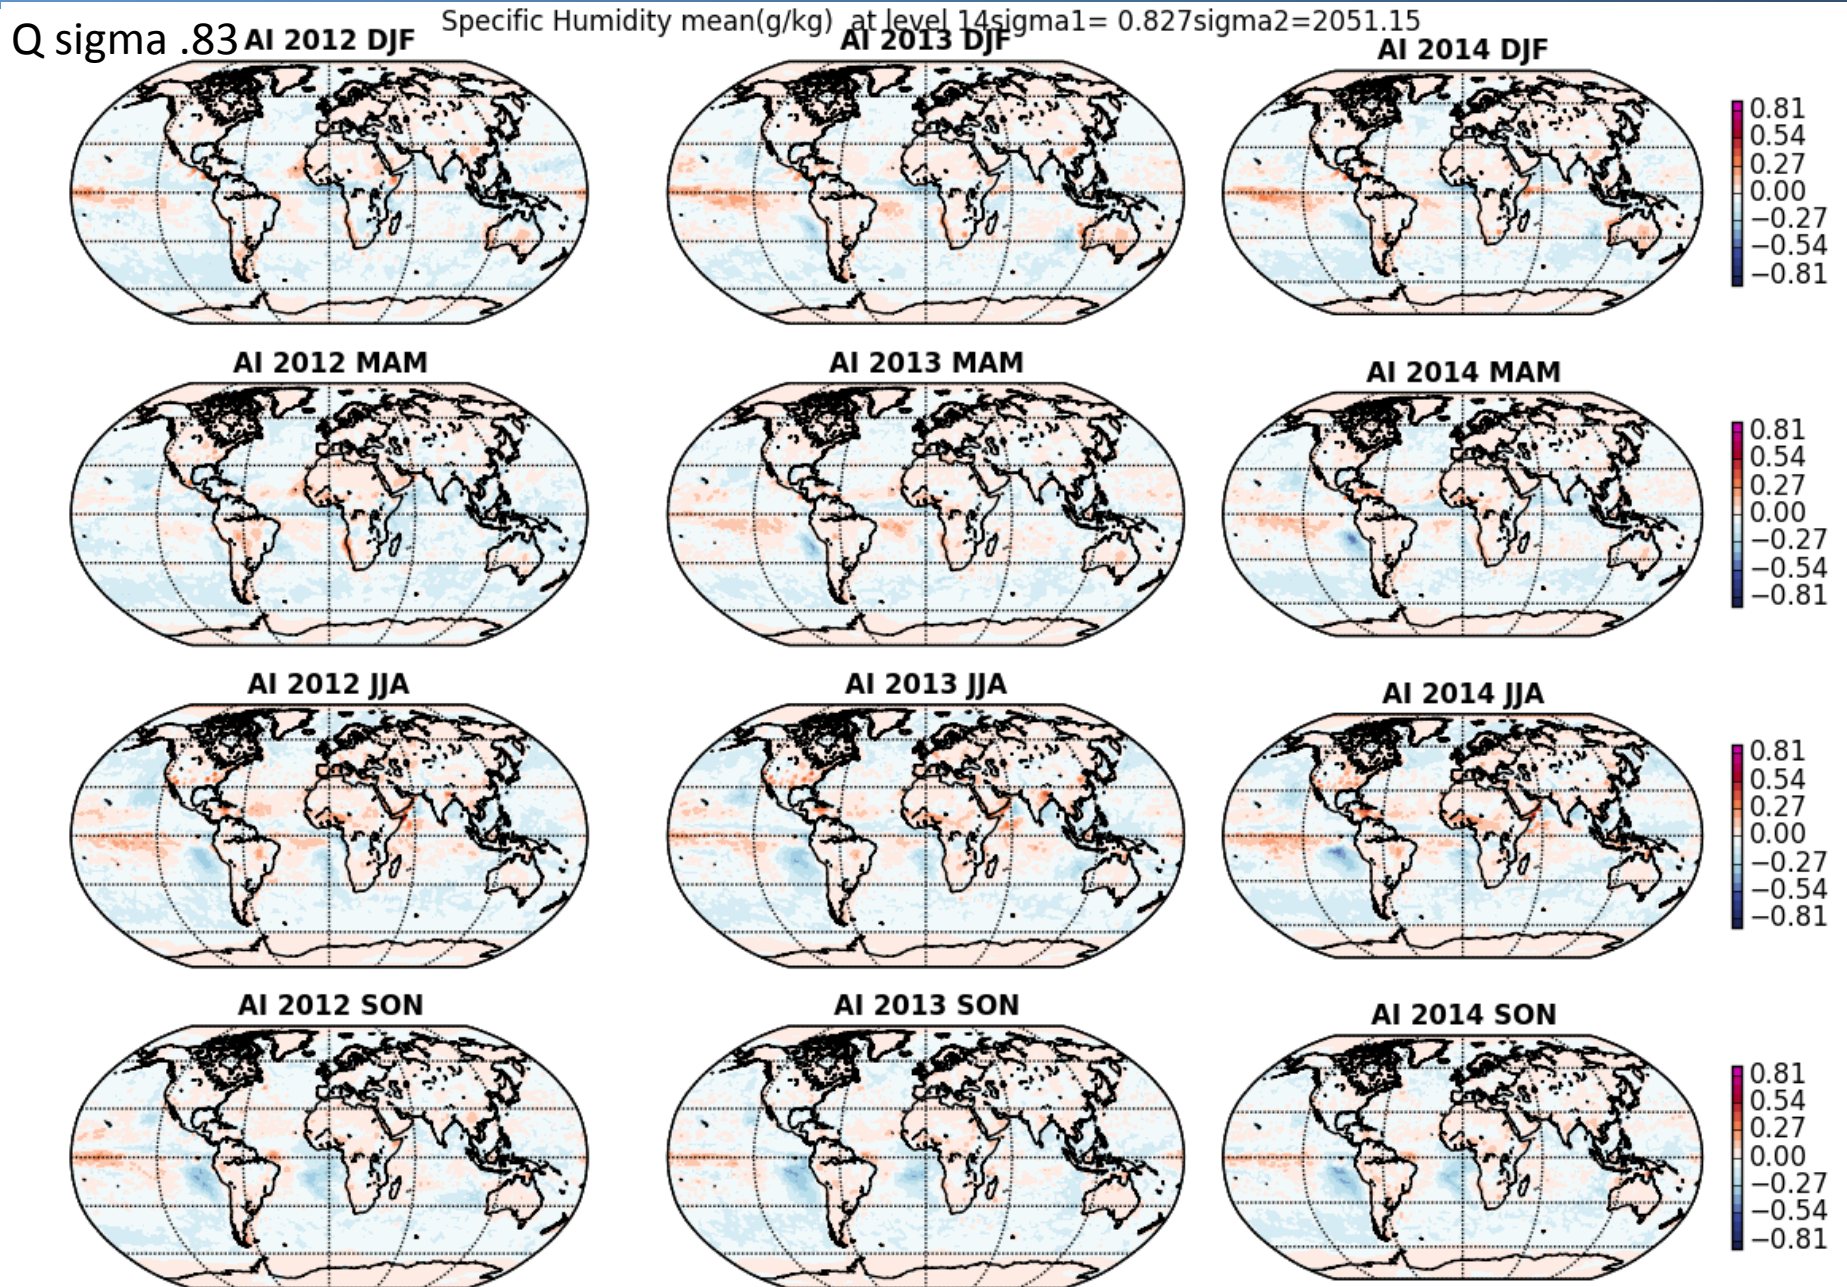 Specific Humidity mean(g/kg)  at level 14sigma1= 0.827sigma2=2051.15
Q sigma .83
AI 2012 DJF
AI 2013 DJF
AI 2014 DJF
0.81
0.54
0.27
0.00
−0.27
−0.54
−0.81
AI 2012 MAM
AI 2013 MAM
AI 2014 MAM
0.81
0.54
0.27
0.00
−0.27
−0.54
−0.81
AI 2012 JJA
AI 2013 JJA
AI 2014 JJA
0.81
0.54
0.27
0.00
−0.27
−0.54
−0.81
AI 2012 SON
AI 2013 SON
AI 2014 SON
0.81
0.54
0.27
0.00
−0.27
−0.54
−0.81